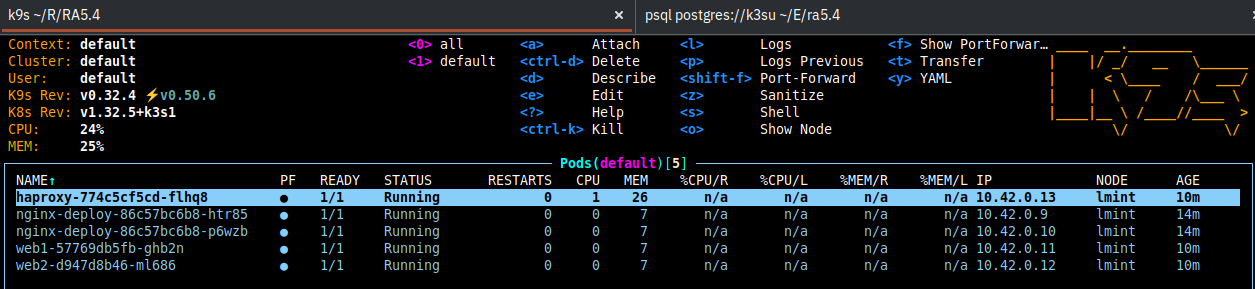 k9s ~/R/RA5.4 × psql postgres://k3su ~/E/ra5.4
Context: default <0> all <a> Attach <l> Logs <f> Show PortForwar…
Cluster: default <1> default <ctrl-d> Delete <p> Logs Previous <t> Transfer
User: default <d> Describe <shift-f> Port-Forward <y> YAML
K9s Rev: v0.32.4 ⚡v0.50.6 <e> Edit <z> Sanitize
K8s Rev: v1.32.5+k3s1 <?> Help <s> Shell
CPU: 24% <ctrl-k> Kill <o> Show Node
MEM: 25%
Pods(default)[5]
NAME↑ PF READY STATUS RESTARTS CPU MEM %CPU/R %CPU/L %MEM/R %MEM/L IP NODE AGE
haproxy-774c5cf5cd-flhq8 ● 1/1 Running 0 1 26 n/a n/a n/a n/a 10.42.0.13 lmint 10m
nginx-deploy-86c57bc6b8-htr85 ● 1/1 Running 0 0 7 n/a n/a n/a n/a 10.42.0.9 lmint 14m
nginx-deploy-86c57bc6b8-p6wzb ● 1/1 Running 0 0 7 n/a n/a n/a n/a 10.42.0.10 lmint 14m
web1-57769db5fb-ghb2n ● 1/1 Running 0 0 7 n/a n/a n/a n/a 10.42.0.11 lmint 10m
web2-d947d8b46-ml686 ● 1/1 Running 0 0 7 n/a n/a n/a n/a 10.42.0.12 lmint 10m